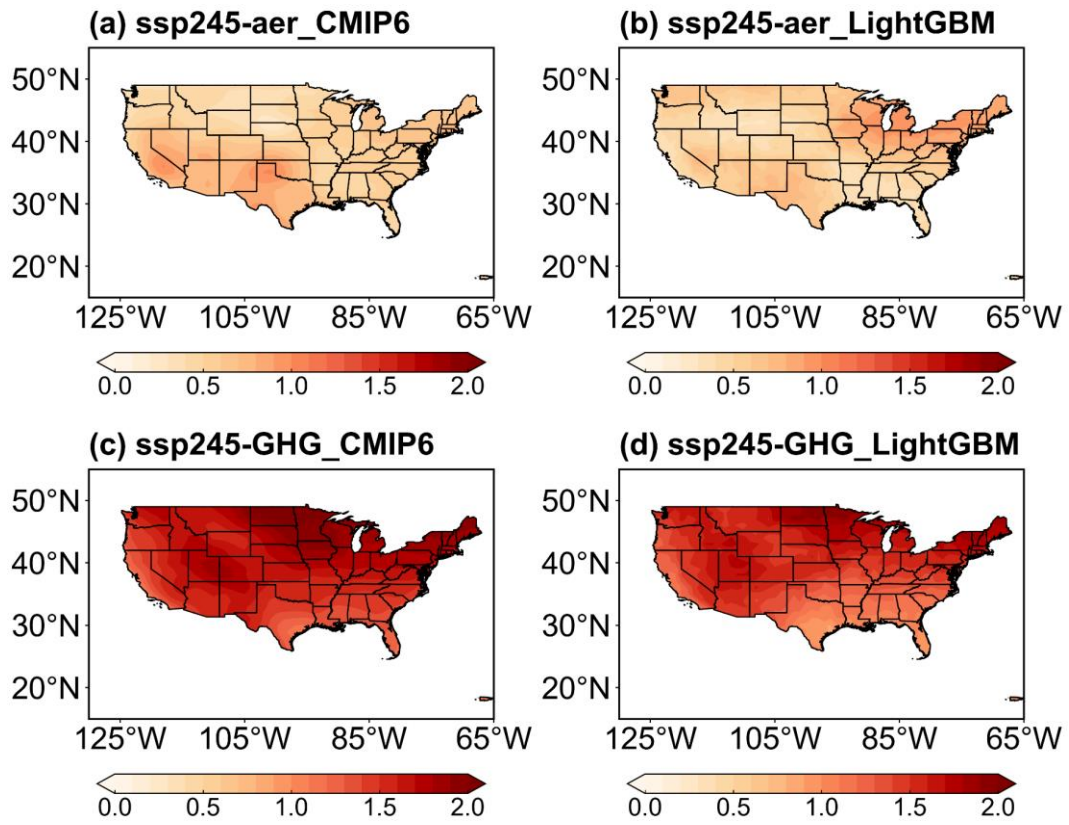 (a) ssp245-aer_CMIP6
(b) ssp245-aer_LightGBM
50°N
40°N
30°N
20°N
125°W 105°W 85°W 65°W
50°N
40°N
30°N
20°N
125°W 105°W 85°W 65°W
0.0 0.5 1.0 1.5 2.0
0.0 0.5 1.0 1.5 2.0
(c) ssp245-GHG_CMIP6
(d) ssp245-GHG_LightGBM
50°N
40°N
30°N
20°N
125°W 105°W 85°W 65°W
50°N
40°N
30°N
20°N
125°W 105°W 85°W 65°W
0.0 0.5 1.0 1.5 2.0
0.0 0.5 1.0 1.5 2.0